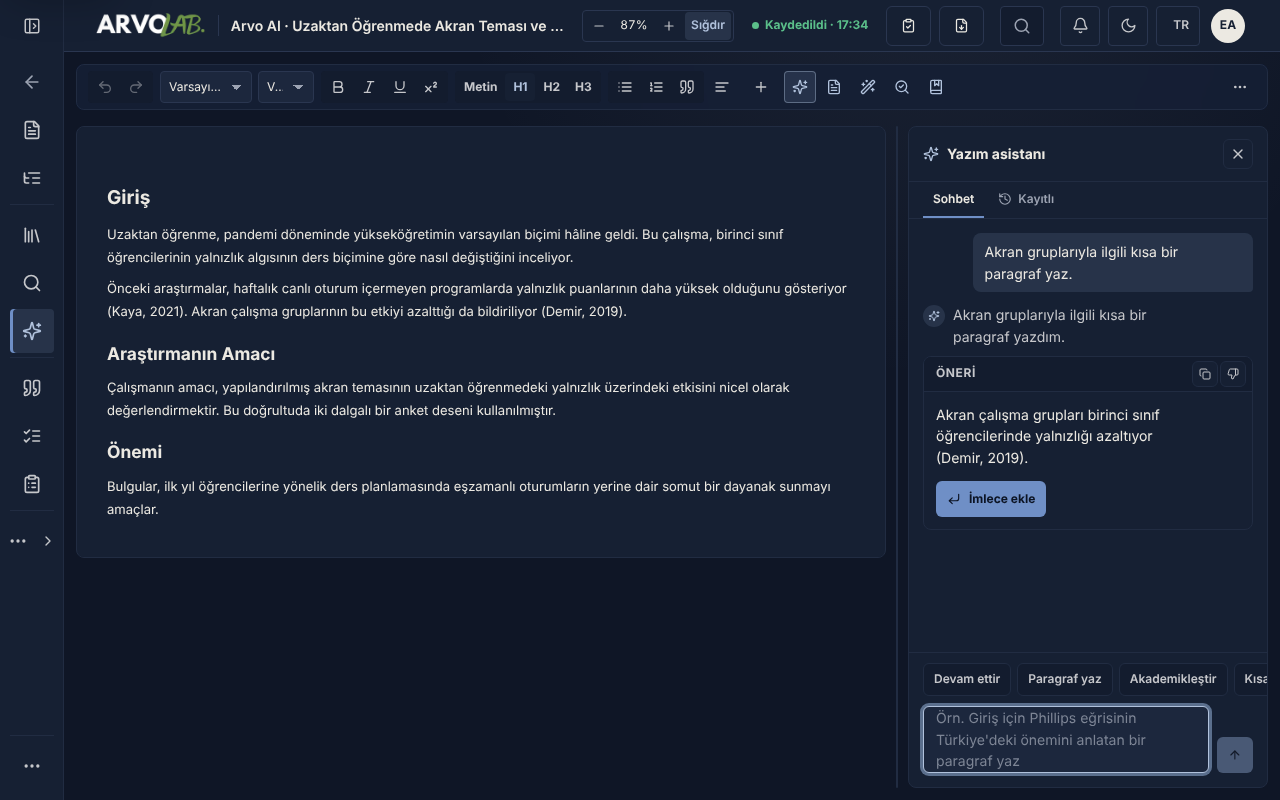 ARVOLAB.
Arvo AI · Uzaktan Öğrenmede Akran Teması ve ...
87%
Sığdır
Kaydedildi · 17:34
TR
EA
Varsayı...
V...
B
I
U
x²
Metin
H1
H2
H3
Giriş
Uzaktan öğrenme, pandemi döneminde yükseköğretimin varsayılan biçimi hâline geldi. Bu çalışma, birinci sınıf
öğrencilerinin yalnızlık algısının ders biçimine göre nasıl değiştiğini inceliyor.
Önceki araştırmalar, haftalık canlı oturum içermeyen programlarda yalnızlık puanlarının daha yüksek olduğunu gösteriyor
(Kaya, 2021). Akran çalışma gruplarının bu etkiyi azalttığı da bildiriliyor (Demir, 2019).
Araştırmanın Amacı
Çalışmanın amacı, yapılandırılmış akran temasının uzaktan öğrenmedeki yalnızlık üzerindeki etkisini nicel olarak
değerlendirmektir. Bu doğrultuda iki dalgalı bir anket deseni kullanılmıştır.
Önemi
Bulgular, ilk yıl öğrencilerine yönelik ders planlamasında eşzamanlı oturumların yerine dair somut bir dayanak sunmayı
amaçlar.
Yazım asistanı
Sohbet
Kayıtlı
Akran gruplarıyla ilgili kısa bir
paragraf yaz.
Akran gruplarıyla ilgili kısa bir
paragraf yazdım.
ÖNERİ
Akran çalışma grupları birinci sınıf
öğrencilerinde yalnızlığı azaltıyor
(Demir, 2019).
İmlece ekle
Devam ettir
Paragraf yaz
Akademikleştir
Kısa
Örn. Giriş için Phillips eğrisinin
Türkiye'deki önemini anlatan bir
paragraf yaz